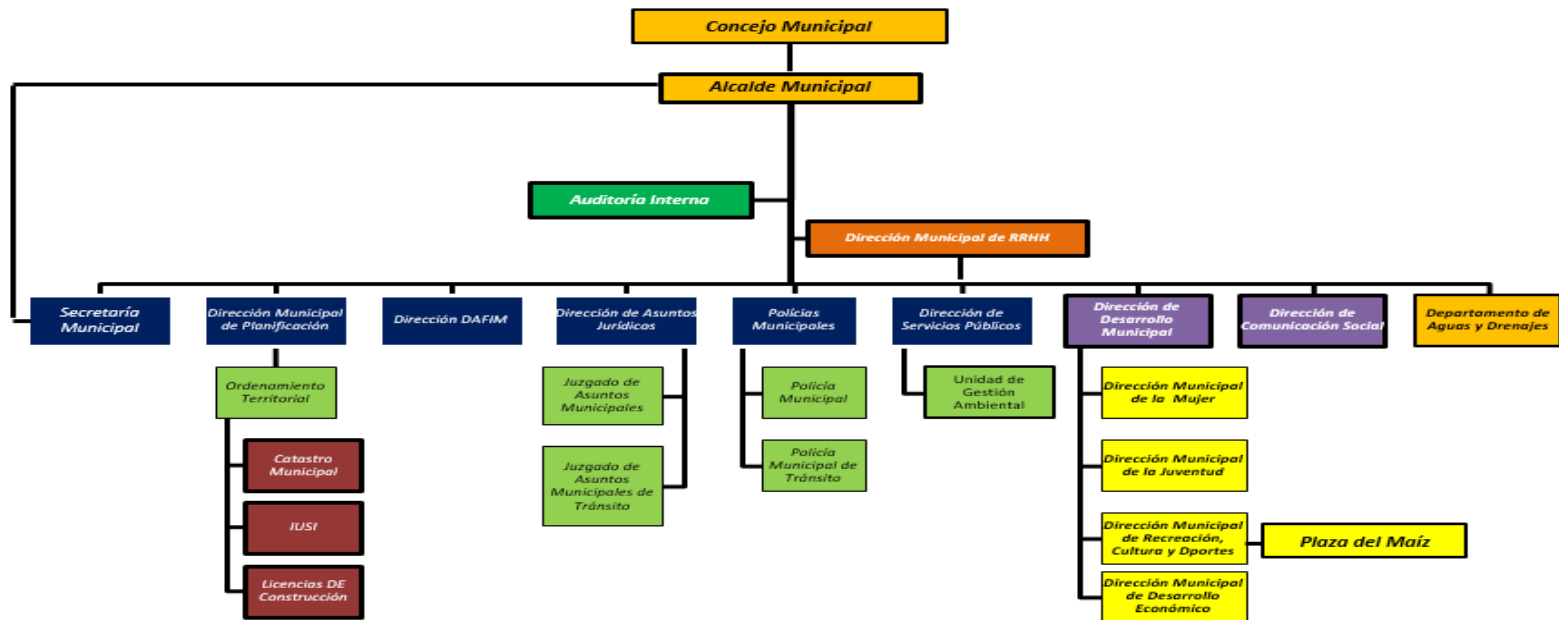 Concejo Municipal
Alcalde Municipal
Auditoría Interna
Dirección Municipal de RRHH
Secretaría
Municipal
Dirección Municipal
de Planificación
Dirección DAFIM
Dirección de Asuntos
Jurídicos
Polícias
Municipales
Dirección de
Servicios Públicos
Dirección de
Desarrollo
Municipal
Dirección de
Comunicación Social
Departamento de
Aguas y Drenajes
Ordenamiento
Territorial
Catastro
Municipal
IUSI
Licencias DE
Construcción
Juzgado de
Asuntos
Municipales
Juzgado de
Asuntos
Municipales de
Tránsito
Policía
Municipal
Policía
Municipal de
Tránsito
Unidad de
Gestión
Ambiental
Dirección Municipal
de la Mujer
Dirección Municipal
de la Juventud
Dirección Municipal
de Recreación,
Cultura y Dportes
Plaza del Maíz
Dirección Municipal
de Desarrollo
Económico